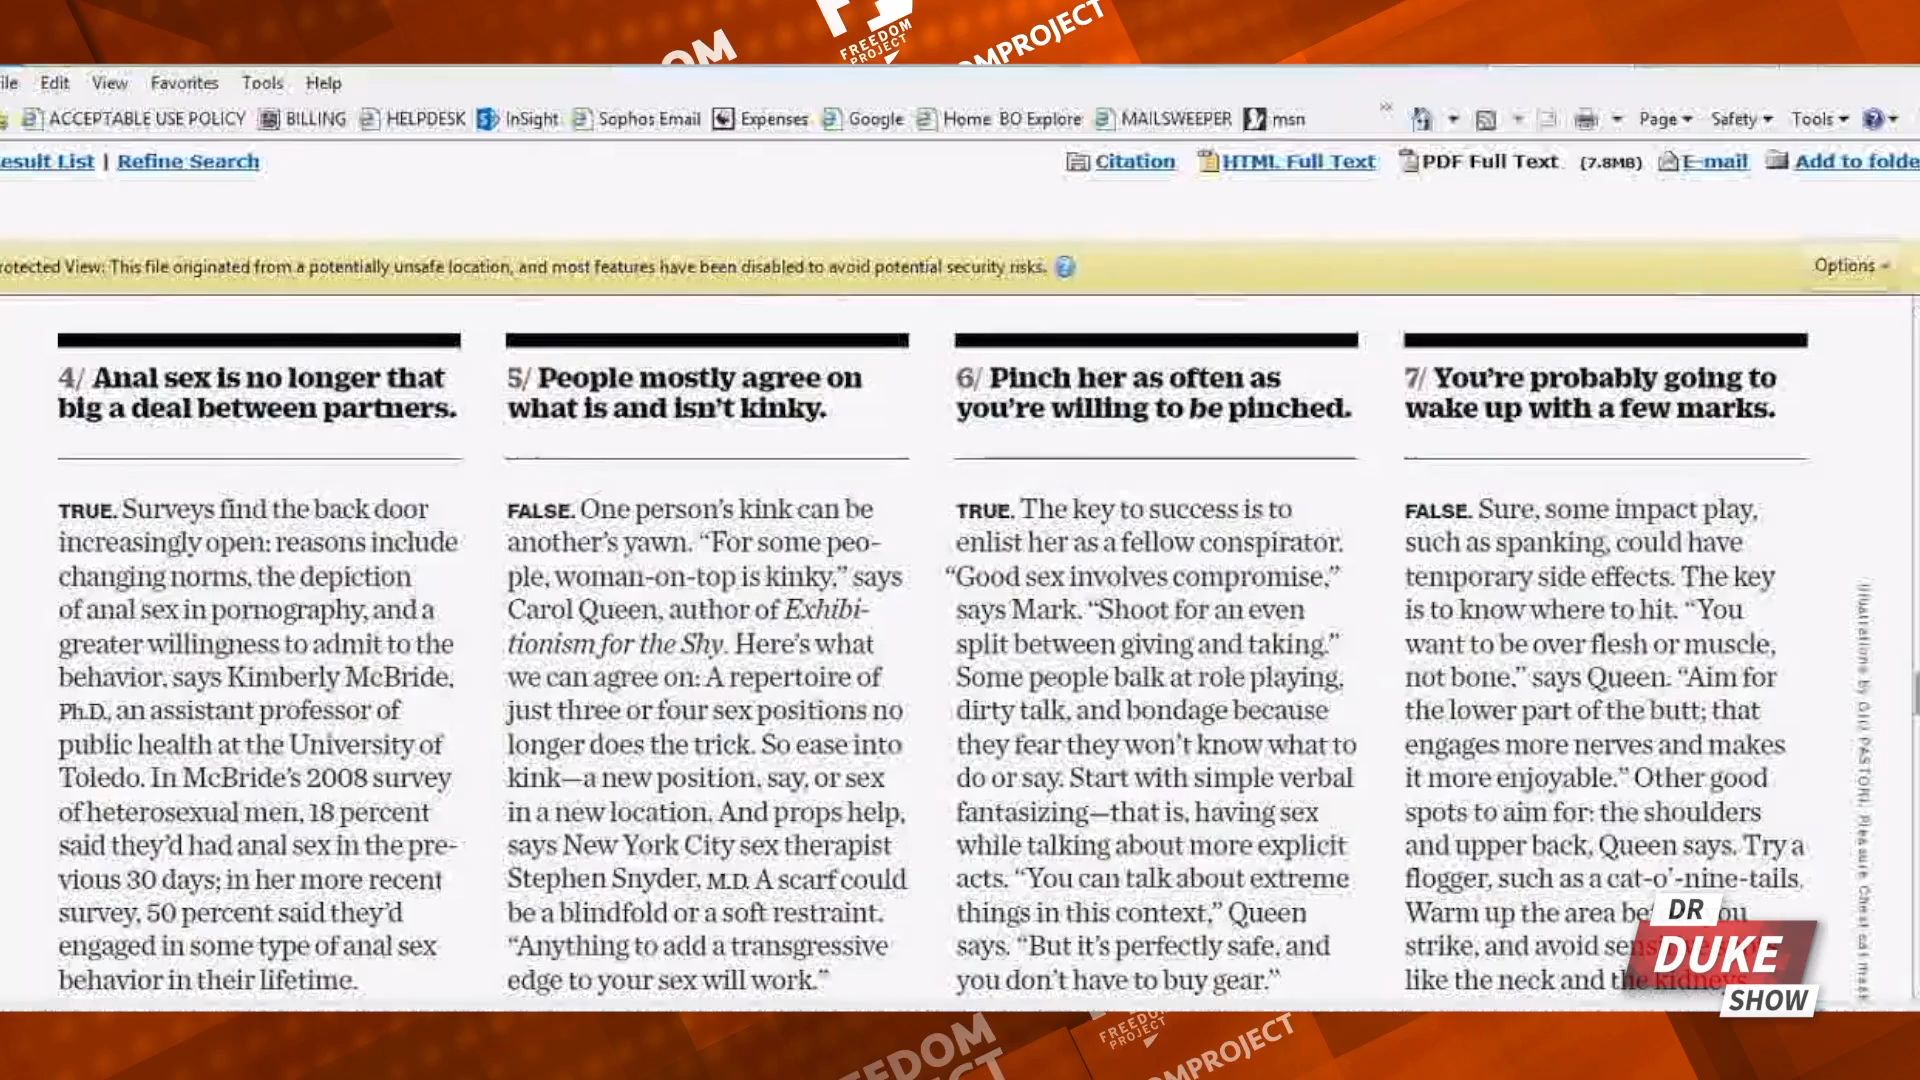 OM
FREEDOM
PROJECT
OMPROJECT
ile Edit View Favorites Tools Help
ACCEPTABLE USE POLICY BILLING HELPDESK InSight Sophos Email Expenses Google Home BO Explore MAILSWEEPER msn Page Safety Tools
esult List | Refine Search Citation HTML Full Text PDF Full Text (7.8MB) E-mail Add to folde
rotected View: This file originated from a potentially unsafe location, and most features have been disabled to avoid potential security risks. Options
4/ Anal sex is no longer that
big a deal between partners.
TRUE. Surveys find the back door
increasingly open: reasons include
changing norms, the depiction
of anal sex in pornography, and a
greater willingness to admit to the
behavior, says Kimberly McBride,
Ph.D., an assistant professor of
public health at the University of
Toledo. In McBride's 2008 survey
of heterosexual men, 18 percent
said they'd had anal sex in the pre-
vious 30 days; in her more recent
survey, 50 percent said they'd
engaged in some type of anal sex
behavior in their lifetime.
5/ People mostly agree on
what is and isn't kinky.
FALSE. One person's kink can be
another's yawn. “For some peo-
ple, woman-on-top is kinky,” says
Carol Queen, author of Exhibi-
tionism for the Shy. Here's what
we can agree on: A repertoire of
just three or four sex positions no
longer does the trick. So ease into
kink—a new position, say, or sex
in a new location. And props help,
says New York City sex therapist
Stephen Snyder, M.D. A scarf could
be a blindfold or a soft restraint.
“Anything to add a transgressive
edge to your sex will work.”
6/ Pinch her as often as
you're willing to be pinched.
TRUE. The key to success is to
enlist her as a fellow conspirator.
“Good sex involves compromise,”
says Mark. “Shoot for an even
split between giving and taking.”
Some people balk at role playing,
dirty talk, and bondage because
they fear they won't know what to
do or say. Start with simple verbal
fantasizing—that is, having sex
while talking about more explicit
acts. “You can talk about extreme
things in this context,” Queen
says. “But it's perfectly safe, and
you don't have to buy gear.”
7/ You're probably going to
wake up with a few marks.
FALSE. Sure, some impact play,
such as spanking, could have
temporary side effects. The key
is to know where to hit. “You
want to be over flesh or muscle,
not bone,” says Queen. “Aim for
the lower part of the butt; that
engages more nerves and makes
it more enjoyable.” Other good
spots to aim for: the shoulders
and upper back, Queen says. Try a
flogger, such as a cat-o'-nine-tails.
Warm up the area be ou
strike, and avoid sens
like the neck and the kidneys
DR
DUKE
SHOW
EEDOM
FREEDO
PROJECT
OMPROJECT